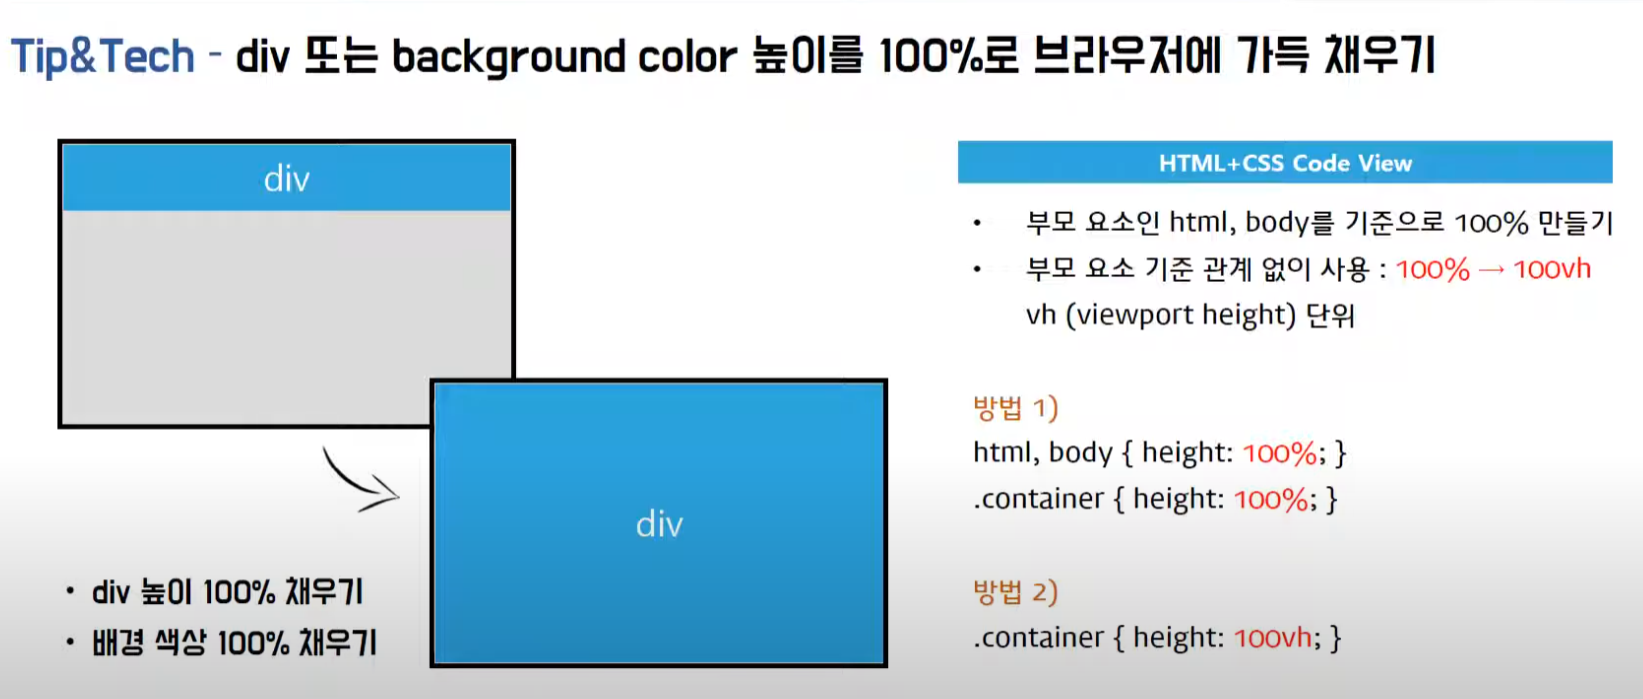 Tip&Tech - div 또는 background color 높이를 100%로 브라우저에 가득 채우기
div
div
• div 높이 100% 채우기
• 배경 색상 100% 채우기
HTML+CSS Code View
• 부모 요소인 html, body를 기준으로 100% 만들기
• 부모 요소 기준 관계 없이 사용 : 100% → 100vh
vh (viewport height) 단위
방법 1)
html, body { height: 100%; }
.container { height: 100%; }
방법 2)
.container { height: 100vh; }